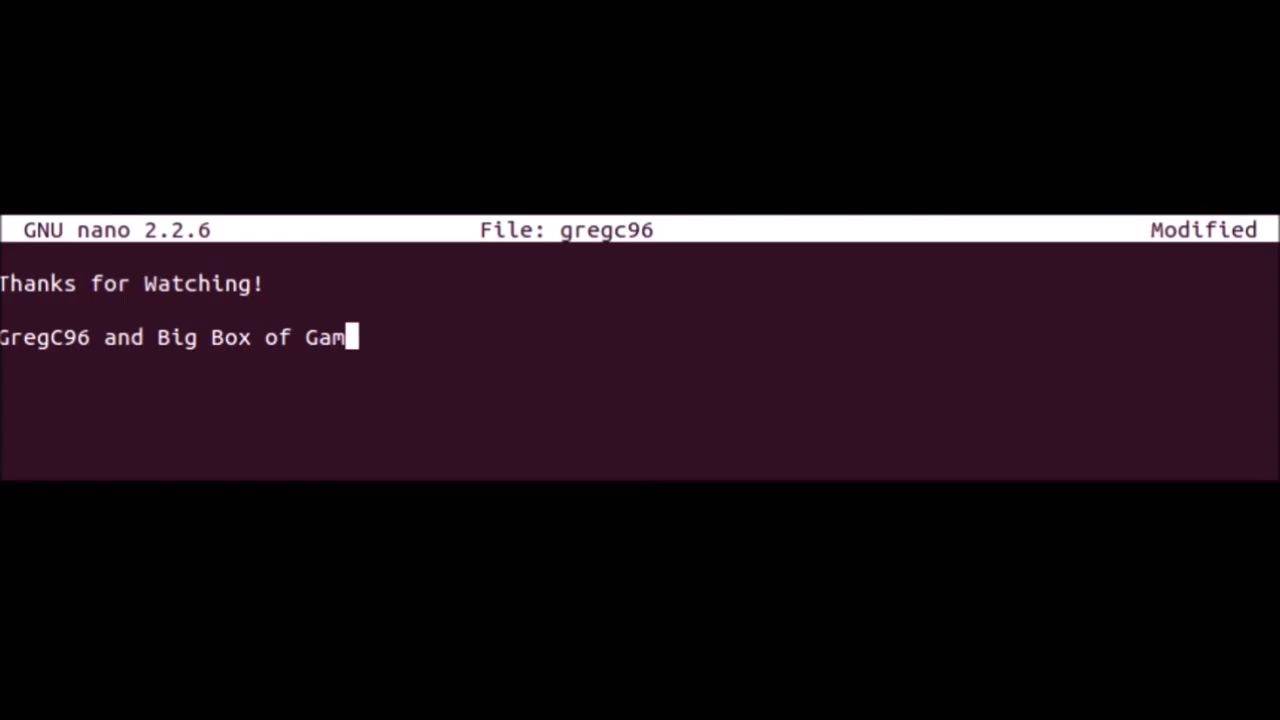 GNU nano 2.2.6 File: gregc96 Modified
Thanks for Watching!
GregC96 and Big Box of Gam